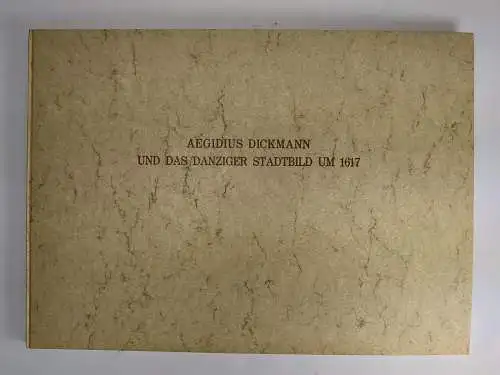 AEGIDIUS DICKMANN
UND DAS DANZIGER STADTBILD UM 1617